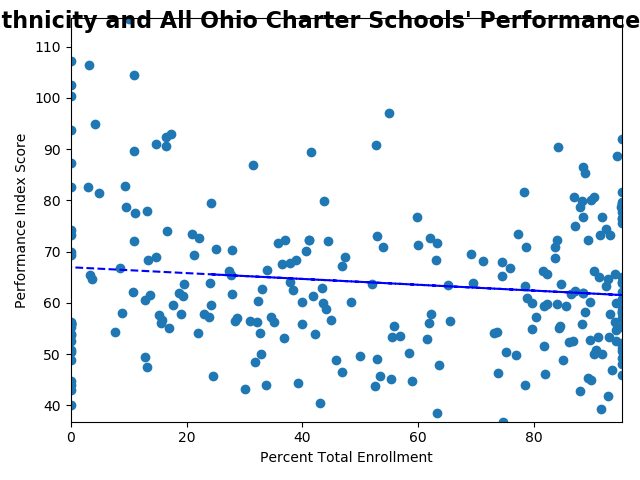 thnicity and All Ohio Charter Schools' Performance
110
100
90
80
70
60
50
40
Performance Index Score
0 20 40 60 80
Percent Total Enrollment